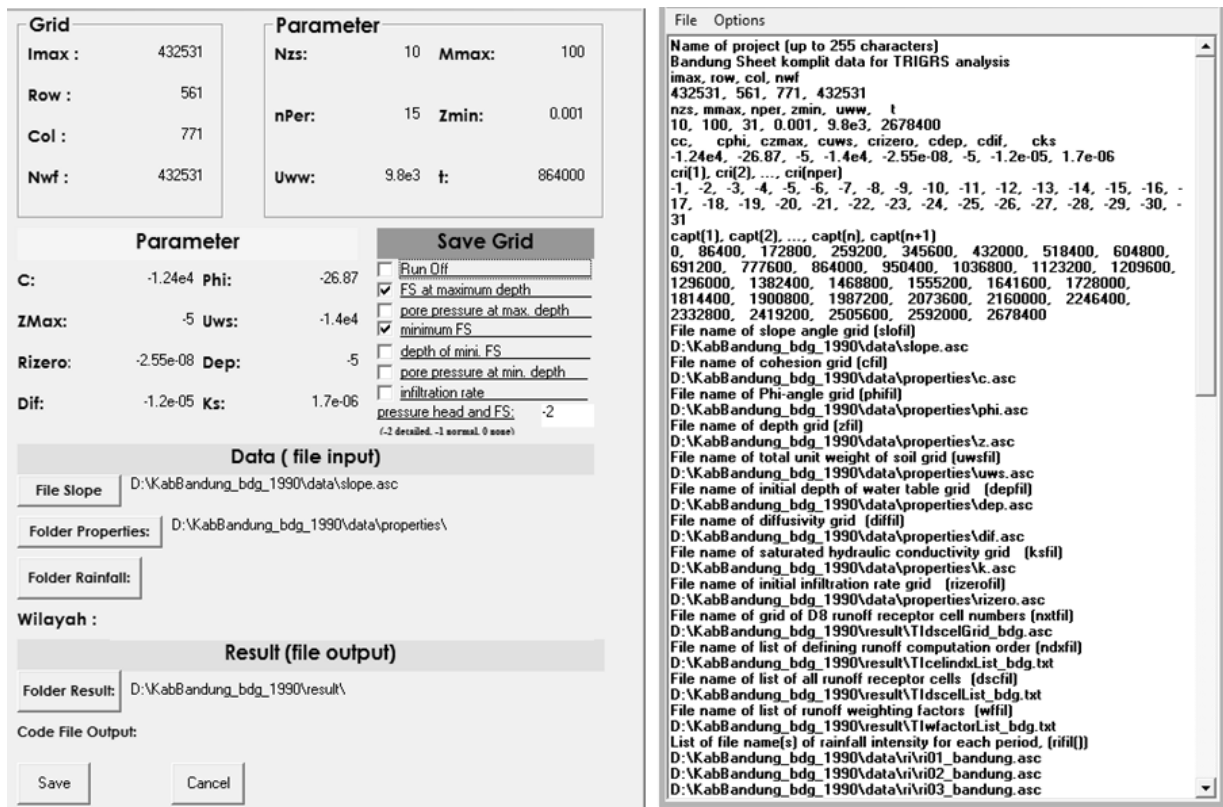 Grid
Imax : 432531
Row : 561
Col : 771
Nwf : 432531
Parameter
Nzs: 10 Mmax: 100
nPer: 15 Zmin: 0.001
Uww: 9.8e3 t: 864000
Parameter
C: -1.24e4 Phi: -26.87
ZMax: -5 Uws: -1.4e4
Rizero: -2.55e-08 Dep: -5
Dif: -1.2e-05 Ks: 1.7e-06
Save Grid
Run Off
FS at maximum depth
pore pressure at max. depth
minimum FS
depth of mini. FS
pore pressure at min. depth
infiltration rate
pressure head and FS: -2
(-2 detailed, -1 normal, 0 none)
Data ( file input)
File Slope D:\KabBandung_bdg_1990\data\slope.asc
Folder Properties: D:\KabBandung_bdg_1990\data\properties\
Folder Rainfall:
Wilayah :
Result (file output)
Folder Result: D:\KabBandung_bdg_1990\result\
Code File Output:
Save Cancel
File Options
Name of project (up to 255 characters)
Bandung Sheet komplit data for TRIGRS analysis
imax, row, col, nwf
432531, 561, 771, 432531
nzs, mmax, nper, zmin, uww, t
10, 100, 31, 0.001, 9.8e3, 2678400
cc, cphi, czmax, cuws, crizero, cdep, cdif, cks
-1.24e4, -26.87, -5, -1.4e4, -2.55e-08, -5, -1.2e-05, 1.7e-06
cri(1), cri(2), ..., cri(nper)
-1, -2, -3, -4, -5, -6, -7, -8, -9, -10, -11, -12, -13, -14, -15, -16, -
17, -18, -19, -20, -21, -22, -23, -24, -25, -26, -27, -28, -29, -30, -
31
capt(1), capt(2), ..., capt(n), capt(n+1)
0, 86400, 172800, 259200, 345600, 432000, 518400, 604800,
691200, 777600, 864000, 950400, 1036800, 1123200, 1209600,
1296000, 1382400, 1468800, 1555200, 1641600, 1728000,
1814400, 1900800, 1987200, 2073600, 2160000, 2246400,
2332800, 2419200, 2505600, 2592000, 2678400
File name of slope angle grid (slofil)
D:\KabBandung_bdg_1990\data\slope.asc
File name of cohesion grid (cfil)
D:\KabBandung_bdg_1990\data\properties\c.asc
File name of Phi-angle grid (phifil)
D:\KabBandung_bdg_1990\data\properties\phi.asc
File name of depth grid (zfil)
D:\KabBandung_bdg_1990\data\properties\z.asc
File name of total unit weight of soil grid (uwsfil)
D:\KabBandung_bdg_1990\data\properties\uws.asc
File name of initial depth of water table grid (depfil)
D:\KabBandung_bdg_1990\data\properties\dep.asc
File name of diffusivity grid (diffil)
D:\KabBandung_bdg_1990\data\properties\dif.asc
File name of saturated hydraulic conductivity grid (ksfil)
D:\KabBandung_bdg_1990\data\properties\k.asc
File name of initial infiltration rate grid (rizerofil)
D:\KabBandung_bdg_1990\data\properties\rizero.asc
File name of grid of D8 runoff receptor cell numbers (nxtfil)
D:\KabBandung_bdg_1990\result\TIdscelGrid_bdg.asc
File name of list of defining runoff computation order (ndxfil)
D:\KabBandung_bdg_1990\result\TIcelindxList_bdg.txt
File name of list of all runoff receptor cells (dscfil)
D:\KabBandung_bdg_1990\result\TIdscelList_bdg.txt
File name of list of runoff weighting factors (wffil)
D:\KabBandung_bdg_1990\result\TIwfactorList_bdg.txt
List of file name(s) of rainfall intensity for each period, (rifil())
D:\KabBandung_bdg_1990\data\ri\ri01_bandung.asc
D:\KabBandung_bdg_1990\data\ri\ri02_bandung.asc
D:\KabBandung_bdg_1990\data\ri\ri03_bandung.asc